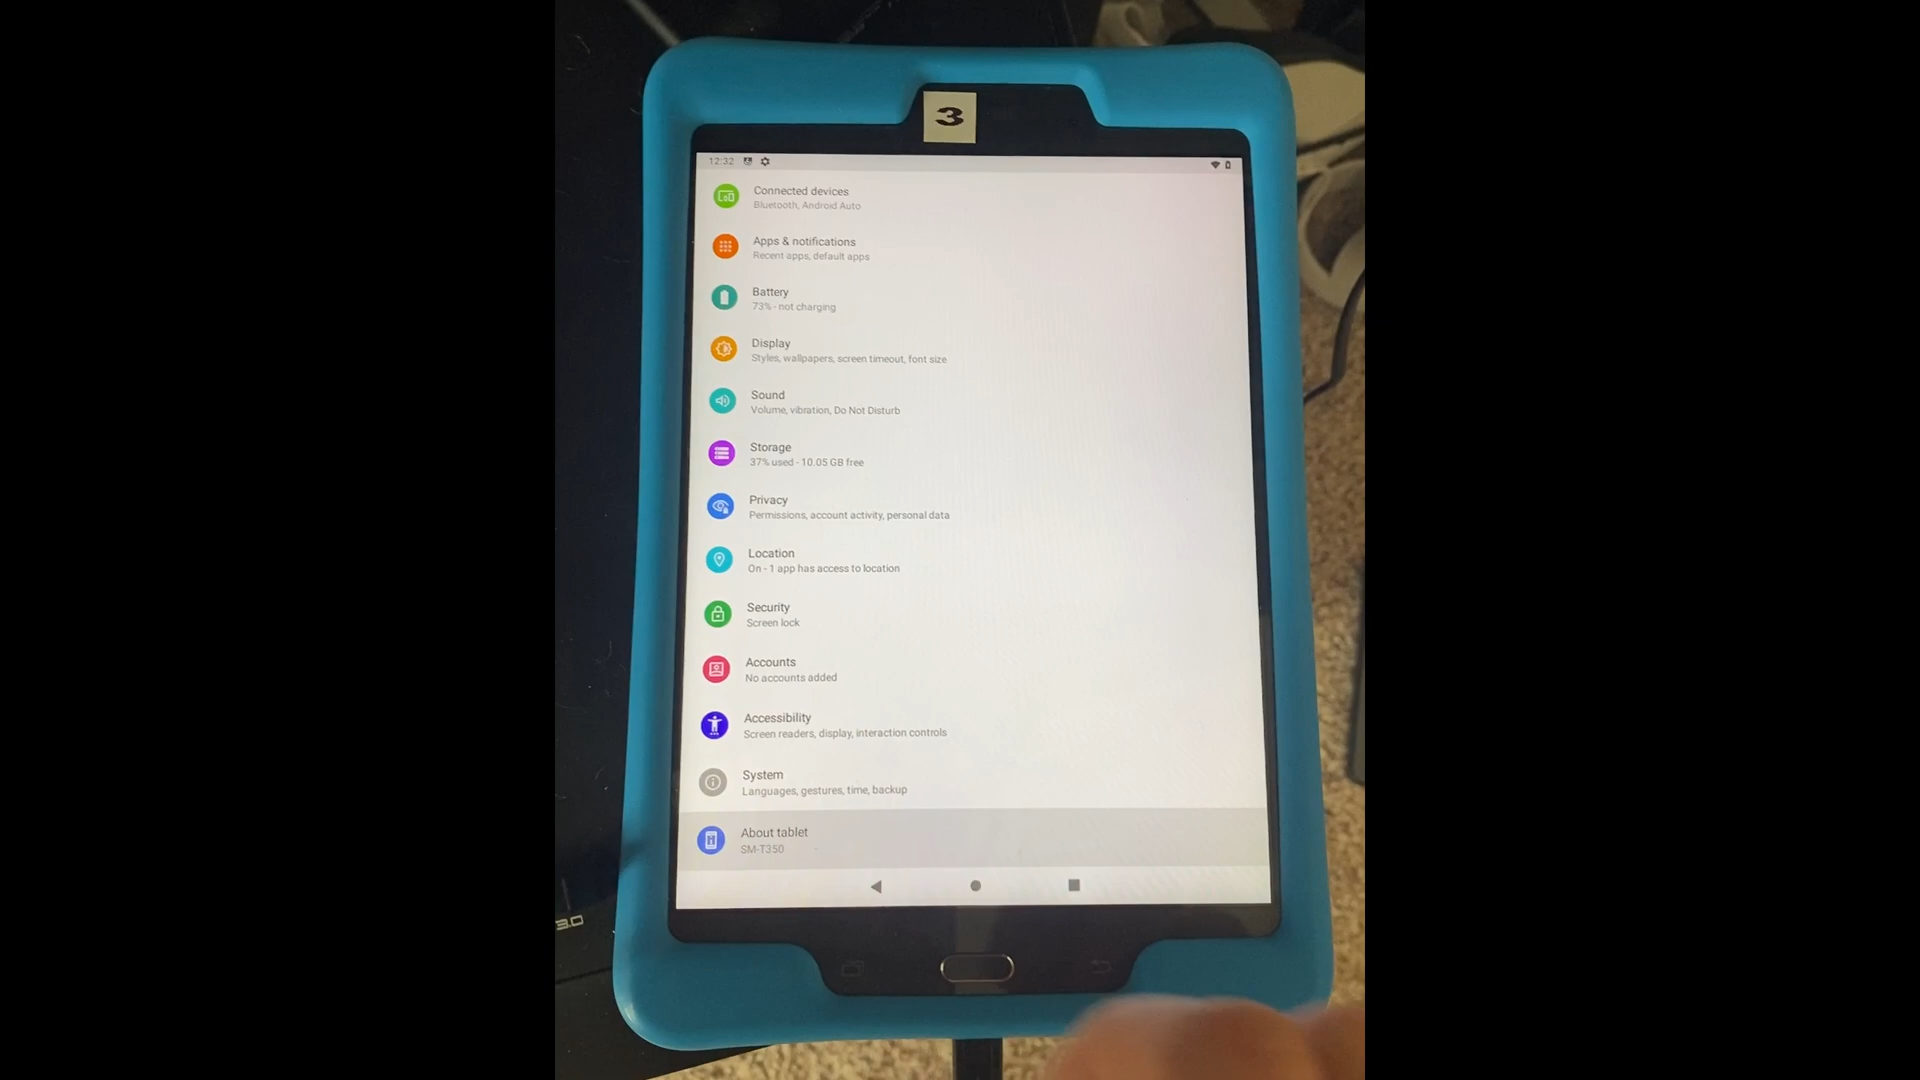 3
12:32
Connected devices
Bluetooth, Android Auto
Apps & notifications
Recent apps, default apps
Battery
73% - not charging
Display
Styles, wallpapers, screen timeout, font size
Sound
Volume, vibration, Do Not Disturb
Storage
37% used - 10.05 GB free
Privacy
Permissions, account activity, personal data
Location
On - 1 app has access to location
Security
Screen lock
Accounts
No accounts added
Accessibility
Screen readers, display, interaction controls
System
Languages, gestures, time, backup
About tablet
SM-T350
3.0